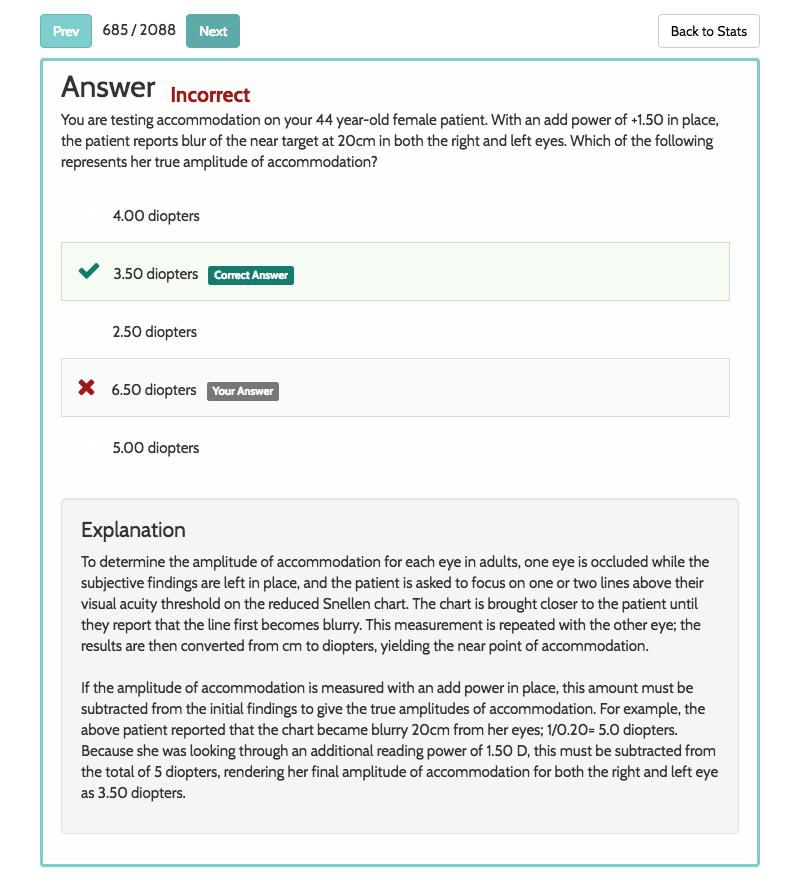 Prev 685 / 2088 Next Back to Stats
Answer Incorrect
You are testing accommodation on your 44 year-old female patient. With an add power of +1.50 in place,
the patient reports blur of the near target at 20cm in both the right and left eyes. Which of the following
represents her true amplitude of accommodation?
4.00 diopters
3.50 diopters Correct Answer
2.50 diopters
6.50 diopters Your Answer
5.00 diopters
Explanation
To determine the amplitude of accommodation for each eye in adults, one eye is occluded while the
subjective findings are left in place, and the patient is asked to focus on one or two lines above their
visual acuity threshold on the reduced Snellen chart. The chart is brought closer to the patient until
they report that the line first becomes blurry. This measurement is repeated with the other eye; the
results are then converted from cm to diopters, yielding the near point of accommodation.
If the amplitude of accommodation is measured with an add power in place, this amount must be
subtracted from the initial findings to give the true amplitudes of accommodation. For example, the
above patient reported that the chart became blurry 20cm from her eyes; 1/0.20= 5.0 diopters.
Because she was looking through an additional reading power of 1.50 D, this must be subtracted from
the total of 5 diopters, rendering her final amplitude of accommodation for both the right and left eye
as 3.50 diopters.